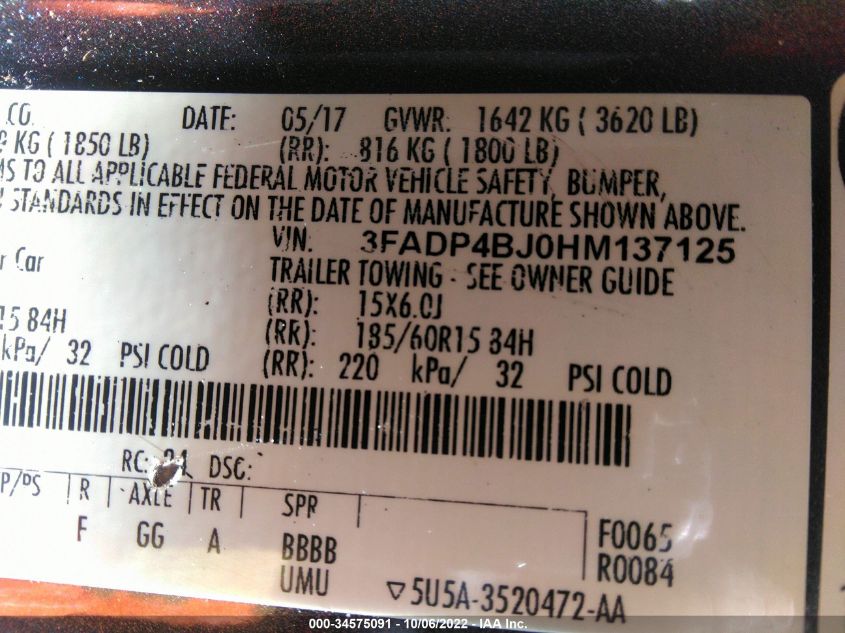 CO. DATE: 05/17 GVWR: 1642 KG ( 3620 LB)
KG ( 1850 LB) (RR): 816 KG ( 1800 LB)
MS TO ALL APPLICABLE FEDERAL MOTOR VEHICLE SAFETY, BUMPER,
STANDARDS IN EFFECT ON THE DATE OF MANUFACTURE SHOWN ABOVE.
VIN: 3FADP4BJ0HM137125
r Car TRAILER TOWING - SEE OWNER GUIDE
(RR): 15X6.0J
15 84H (RR): 185/60R15 84H
kPa/ 32 PSI COLD (RR): 220 kPa/ 32 PSI COLD
RC: DSO:
P/PS R AXLE TR SPR
F GG A BBBB F0065
UMU R0084
5U5A-3520472-AA
000-34575091 - 10/06/2022 - IAA Inc.